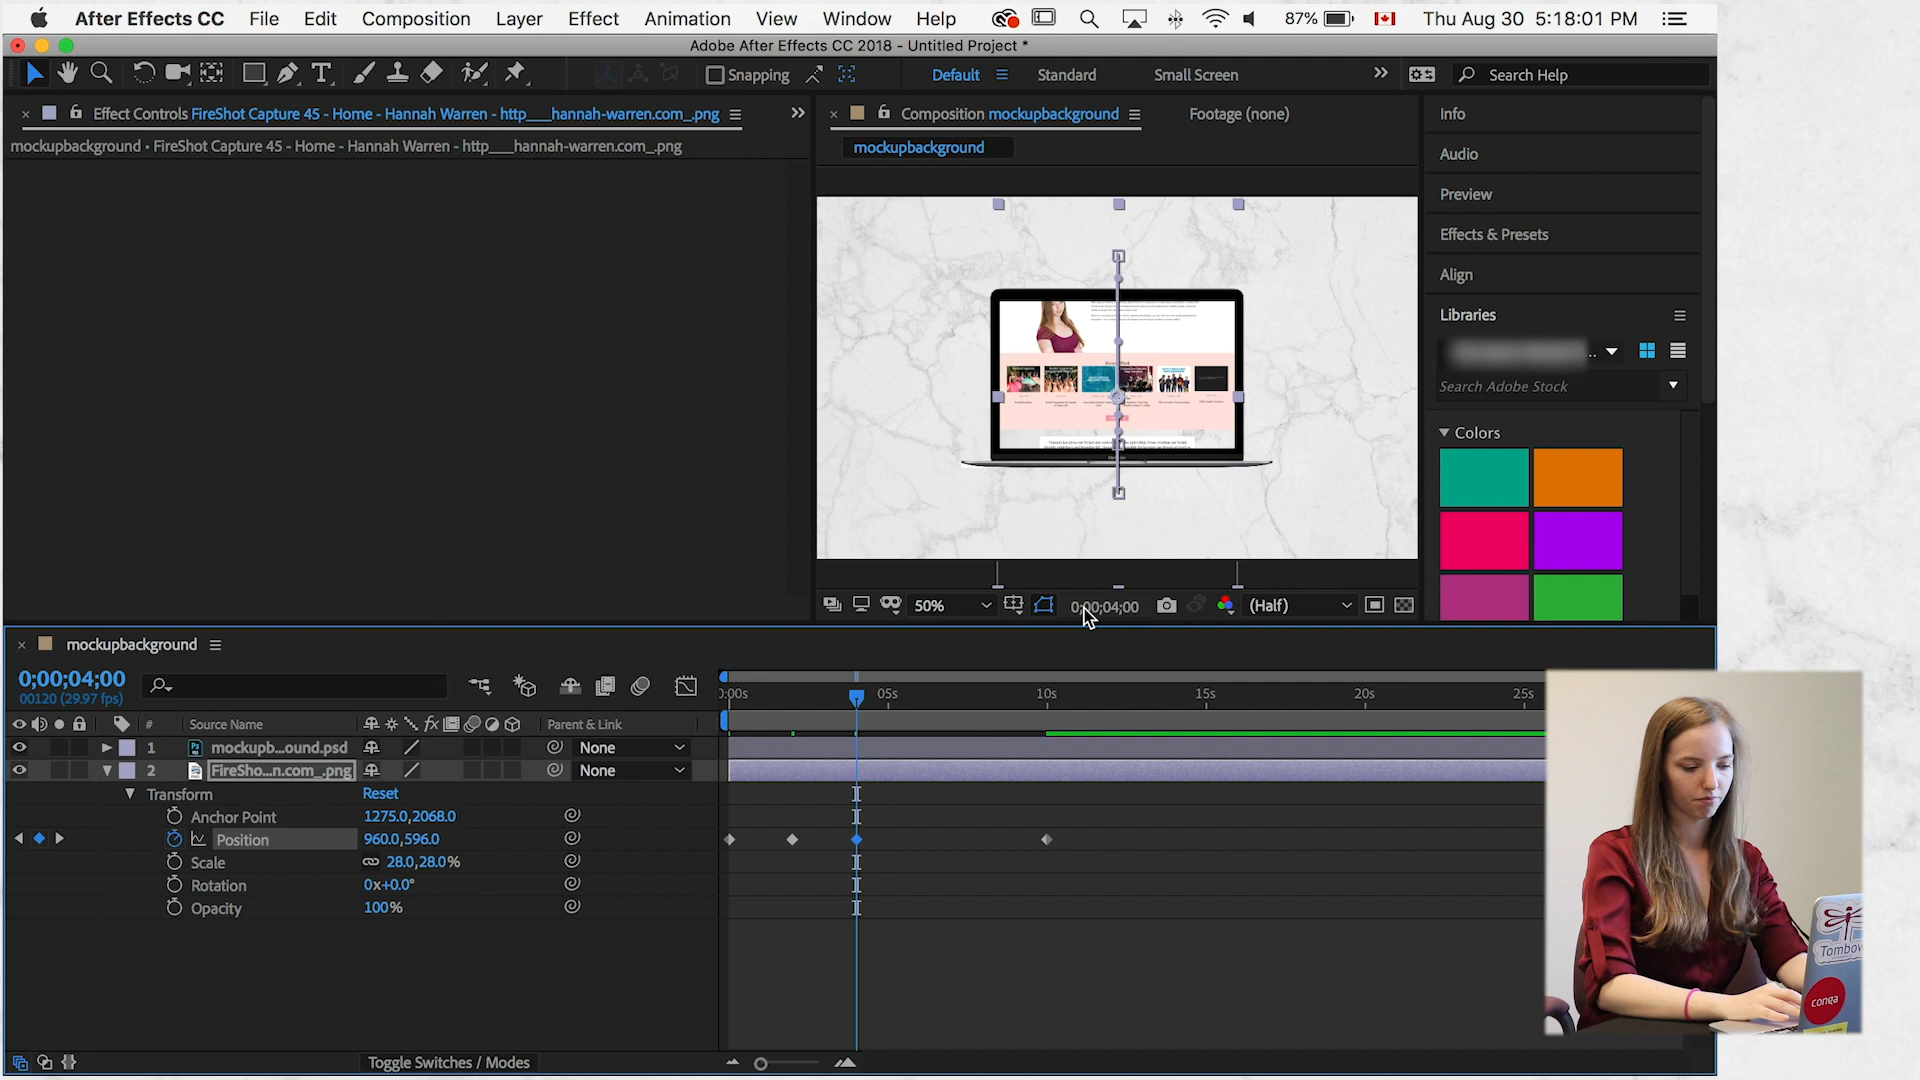 After Effects CC File Edit Composition Layer Effect Animation View Window Help 87% Thu Aug 30 5:18:01 PM
Adobe After Effects CC 2018 - Untitled Project *
Snapping Default Standard Small Screen Search Help
Effect Controls FireShot Capture 45 - Home - Hannah Warren - http___hannah-warren.com_.png
mockupbackground • FireShot Capture 45 - Home - Hannah Warren - http___hannah-warren.com_.png
Composition mockupbackground Footage (none)
mockupbackground
Info
Audio
Preview
Effects & Presets
Align
Libraries
Search Adobe Stock
Colors
50% 0;00;04;00 (Half)
mockupbackground
0;00;04;00
00120 (29.97 fps)
0:00s 05s 10s 15s 20s 25s
# Source Name fx Parent & Link
1 Ps mockupb...ound.psd None
2 FireSho...n.com_.png None
Transform Reset
Anchor Point 1275.0,2068.0
Position 960.0,596.0
Scale 28.0,28.0%
Rotation 0x+0.0°
Opacity 100%
Toggle Switches / Modes
Tombow
conga